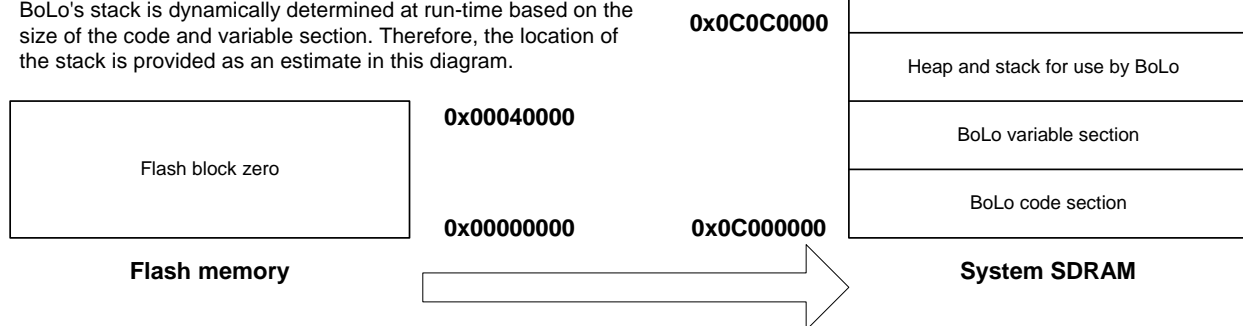 BoLo's stack is dynamically determined at run-time based on the
size of the code and variable section. Therefore, the location of
the stack is provided as an estimate in this diagram.
0x0C0C0000
Heap and stack for use by BoLo
0x00040000
BoLo variable section
Flash block zero
BoLo code section
0x00000000
0x0C000000
Flash memory
System SDRAM